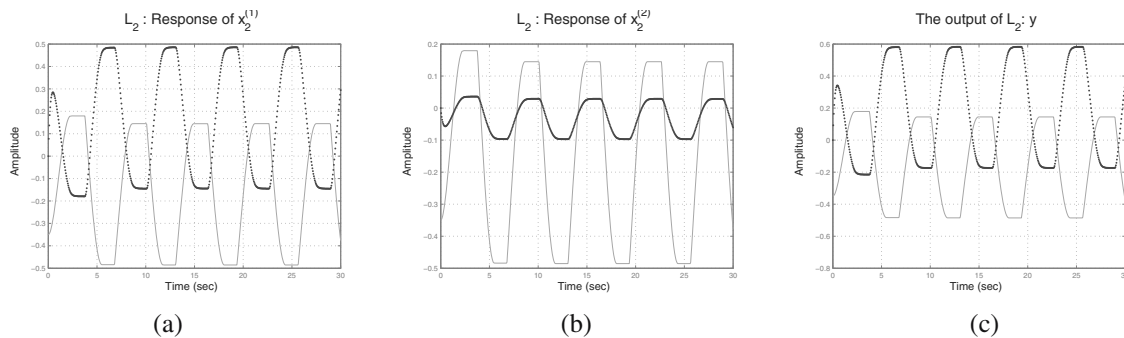 L₂ : Response of x₂⁽¹⁾
0.5
0.4
0.3
0.2
0.1
0
−0.1
−0.2
−0.3
−0.4
−0.5
Amplitude
0 5 10 15 20 25 30
Time (sec)
(a)
L₂ : Response of x₂⁽²⁾
0.2
0.1
0
−0.1
−0.2
−0.3
−0.4
−0.5
Amplitude
0 5 10 15 20 25 30
Time (sec)
(b)
The output of L₂: y
0.6
0.4
0.2
0
−0.2
−0.4
−0.6
−0.8
Amplitude
0 5 10 15 20 25 30
Time (sec)
(c)